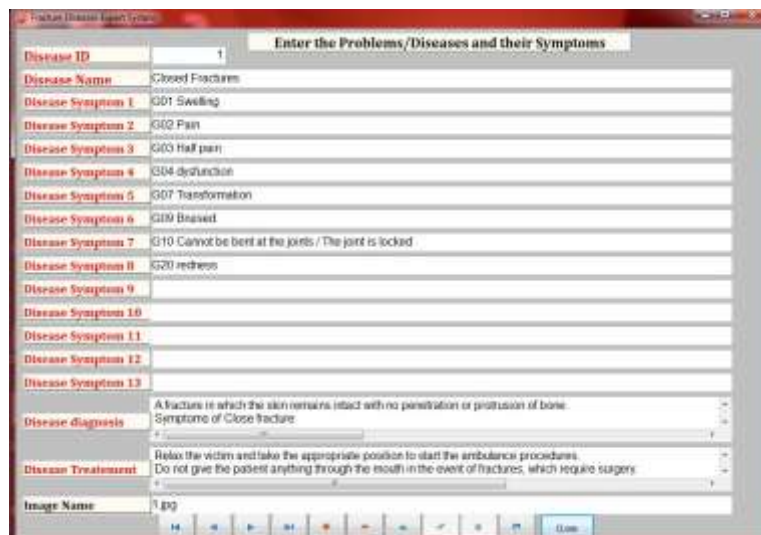 Fracture Diseases Expert System
Enter the Problems/Diseases and their Symptoms
Disease ID 1
Disease Name Closed Fractures
Disease Symptom 1 G01 Swelling
Disease Symptom 2 G02 Pain
Disease Symptom 3 G03 Half pain
Disease Symptom 4 G04 dysfunction
Disease Symptom 5 G07 Transformation
Disease Symptom 6 G09 Bruised
Disease Symptom 7 G10 Cannot be bent at the joints / The joint is locked
Disease Symptom 8 G20 redness
Disease Symptom 9
Disease Symptom 10
Disease Symptom 11
Disease Symptom 12
Disease Symptom 13
Disease diagnosis A fracture in which the skin remains intact with no penetration or protrusion of bone.
Symptoms of Close fracture
Disease Treatement Relax the victim and take the appropriate position to start the ambulance procedures.
Do not give the patient anything through the mouth in the event of fractures, which require surgery.
Image Name 1.jpg
Close